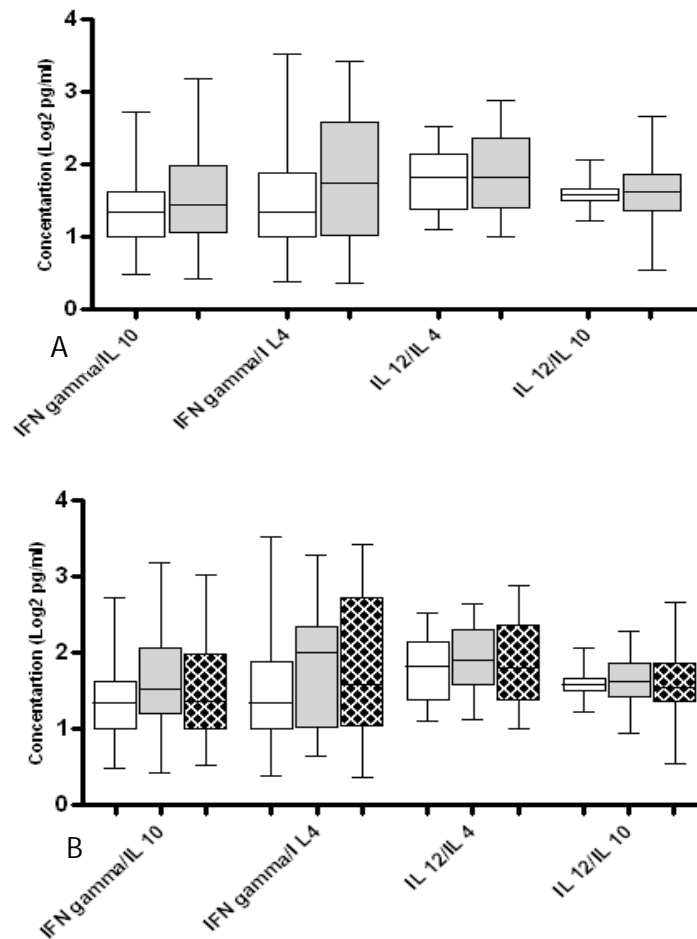 4
3
2
1
0
Concentartion (Log2 pg/ml)
A
IFN gamma/IL 10
IFN gamma/I L4
IL 12/IL 4
IL 12/IL 10
4
3
2
1
0
Concentartion (Log2 pg/ml)
B
IFN gamma/IL 10
IFN gamma/I L4
IL 12/IL 4
IL 12/IL 10